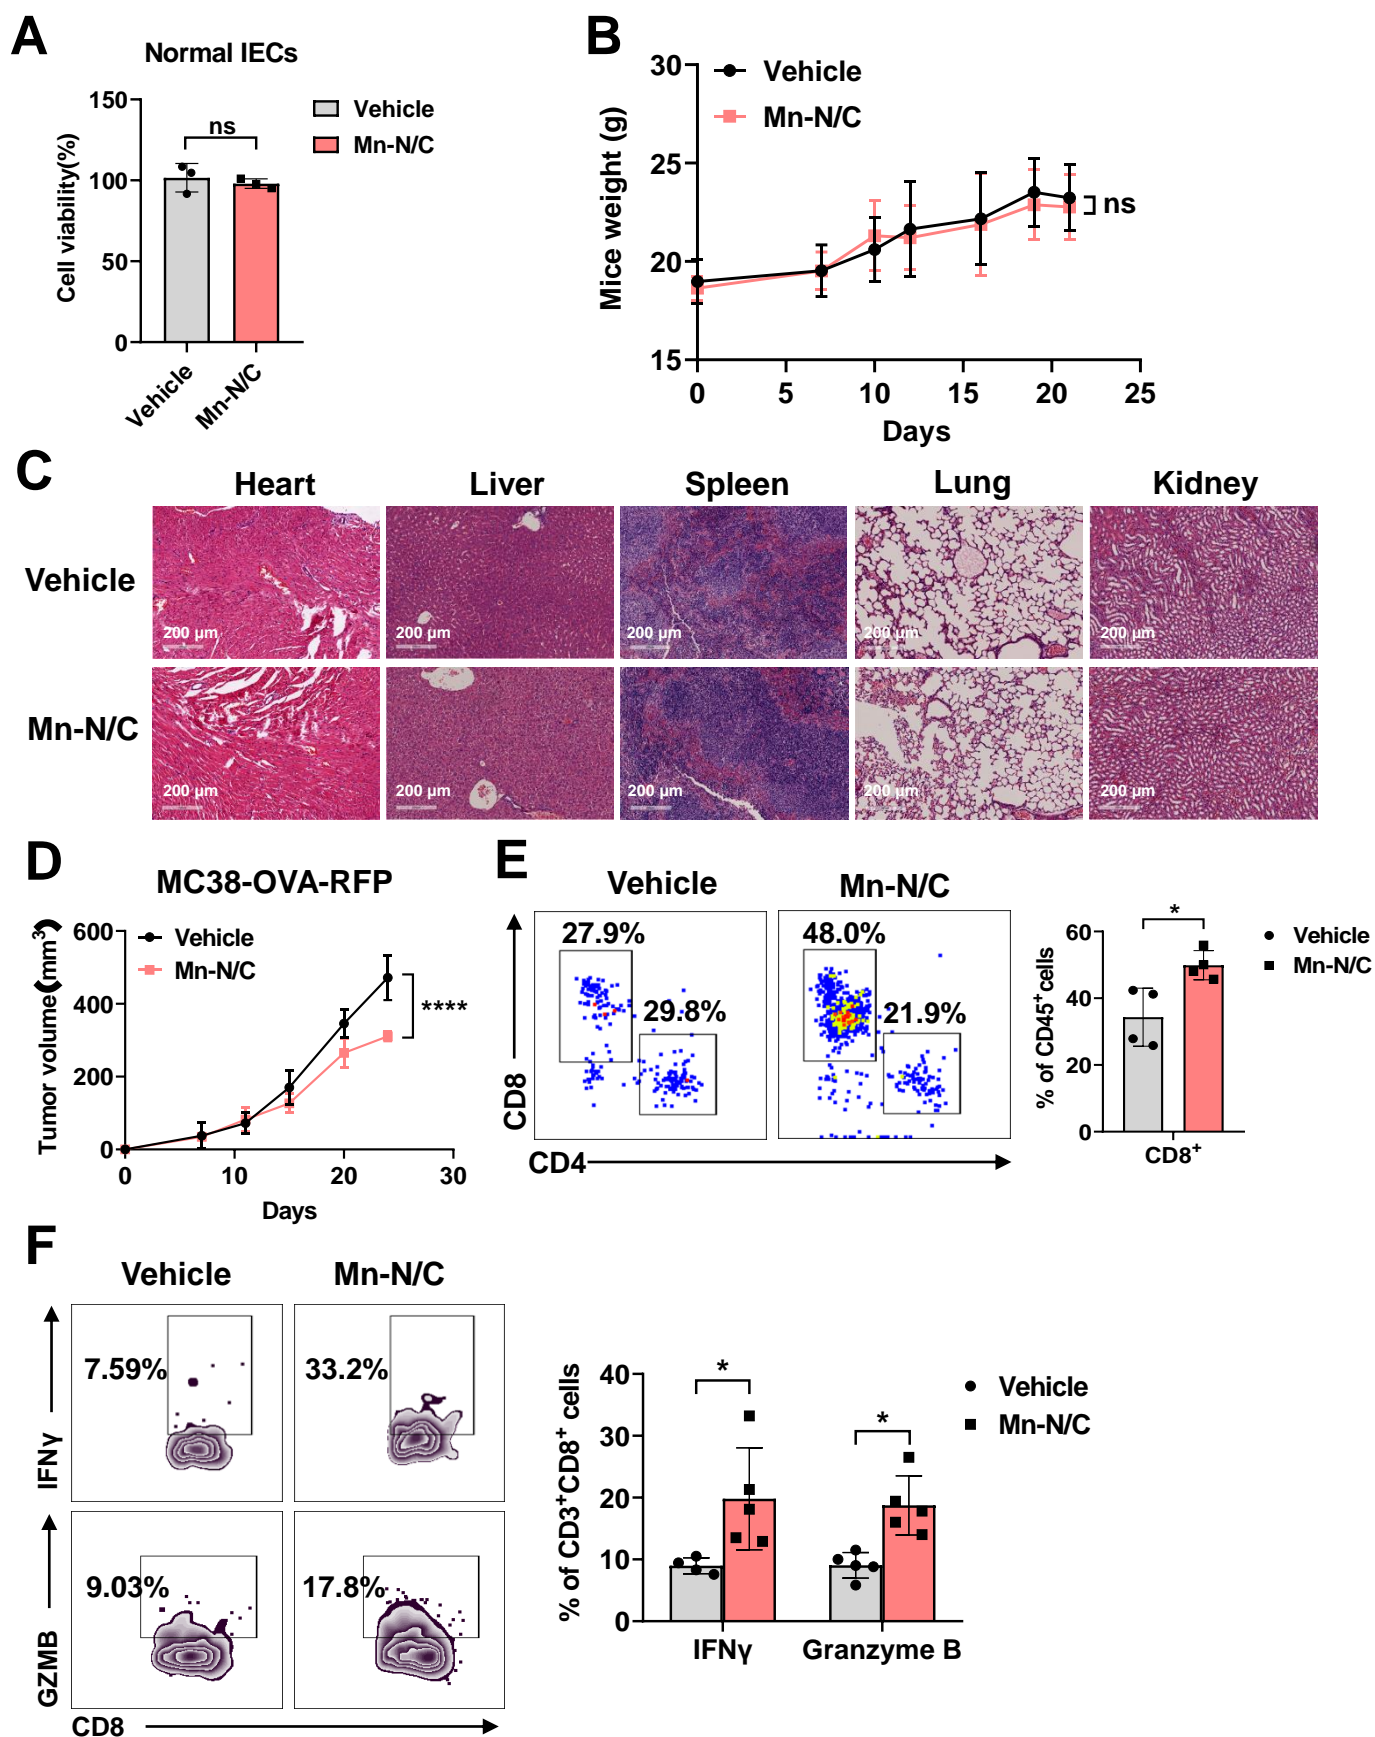 A
Normal IECs
Cell viability(%)
150
100
50
0
ns
Vehicle
Mn-N/C
Vehicle
Mn-N/C
B
Mice weight (g)
30
25
20
15
Vehicle
Mn-N/C
ns
0 5 10 15 20 25
Days
C
Heart Liver Spleen Lung Kidney
Vehicle
200 µm 200 µm 200 µm 200 µm 200 µm
Mn-N/C
200 µm 200 µm 200 µm 200 µm 200 µm
D
MC38-OVA-RFP
Tumor volume(mm³)
600
400
200
0
Vehicle
Mn-N/C
****
0 10 20 30
Days
E
Vehicle Mn-N/C
27.9%
29.8%
48.0%
21.9%
CD8
CD4
% of CD45⁺ cells
60
40
20
0
*
CD8⁺
Vehicle
Mn-N/C
F
Vehicle Mn-N/C
IFNγ
7.59% 33.2%
GZMB
9.03% 17.8%
CD8
% of CD3⁺CD8⁺ cells
40
30
20
10
0
*
*
IFNγ Granzyme B
Vehicle
Mn-N/C